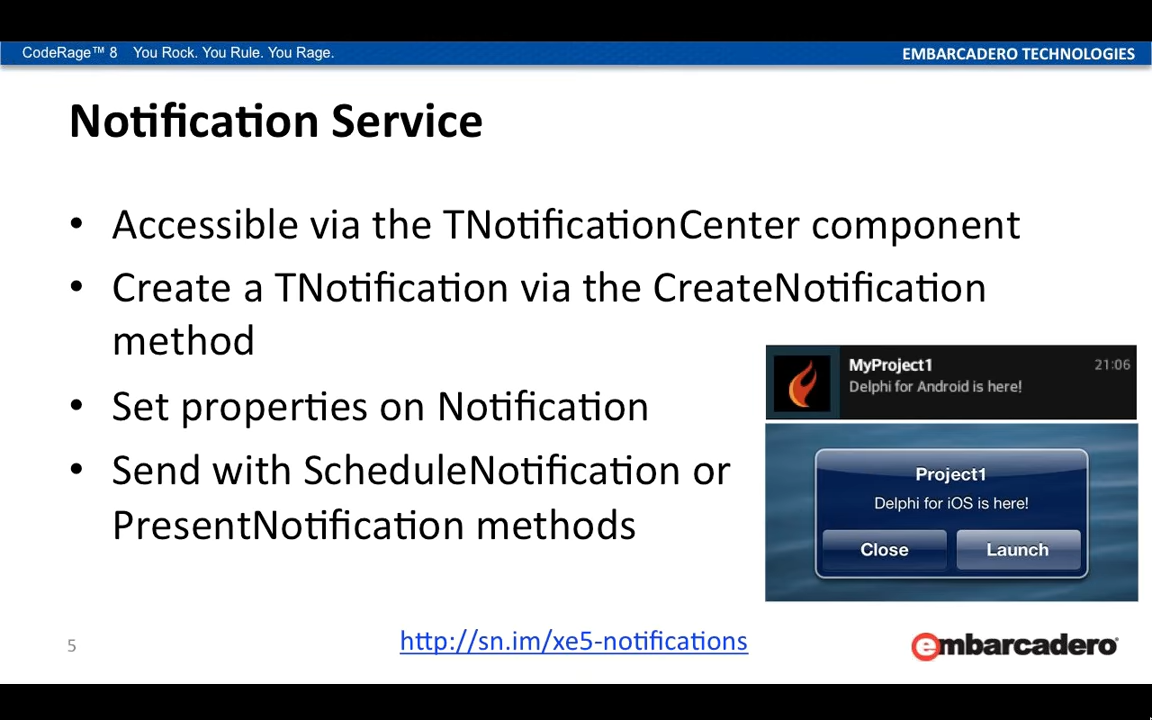 CodeRage™ 8 You Rock. You Rule. You Rage.
EMBARCADERO TECHNOLOGIES
Notification Service
• Accessible via the TNotificationCenter component
• Create a TNotification via the CreateNotification
method
• Set properties on Notification
• Send with ScheduleNotification or
PresentNotification methods
MyProject1 21:06
Delphi for Android is here!
Project1
Delphi for iOS is here!
Close Launch
5
http://sn.im/xe5-notifications
embarcadero®